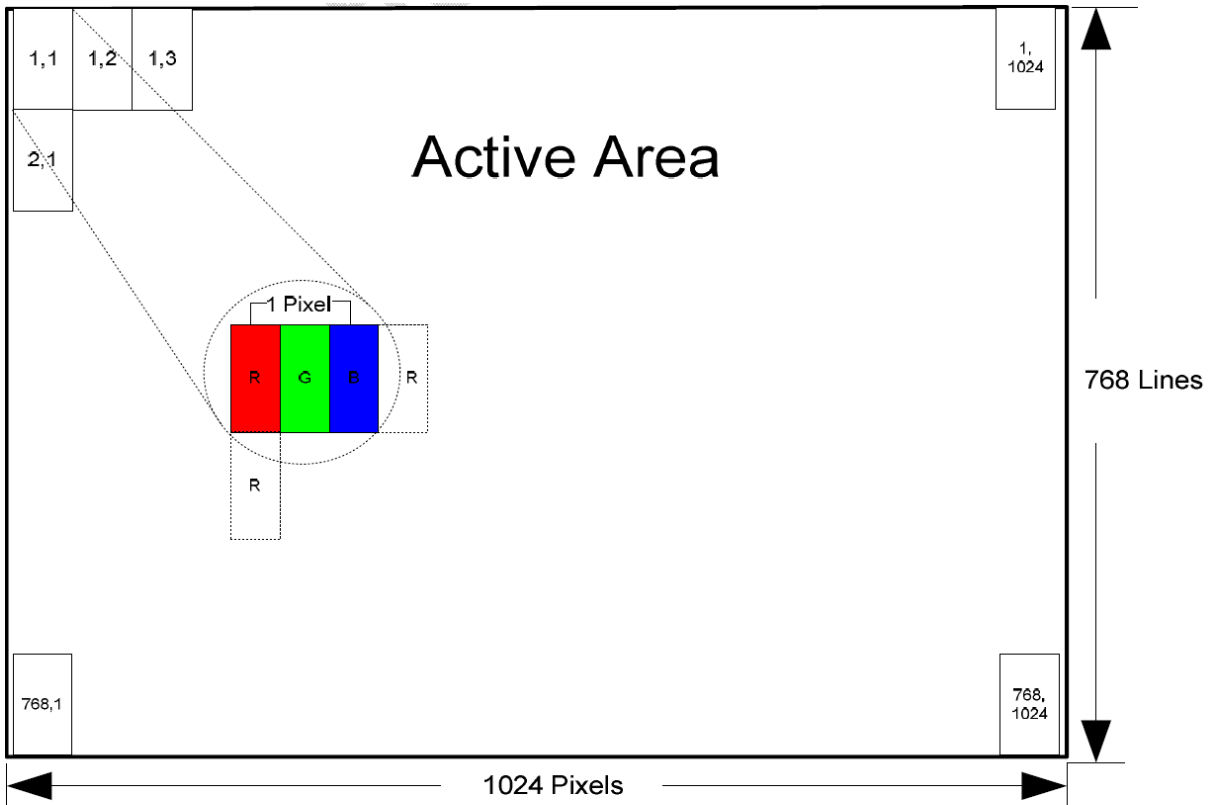 1,1
1,2
1,3
1,
1024
2,1
Active Area
1 Pixel
R
G
B
R
R
768 Lines
768,1
768,
1024
1024 Pixels